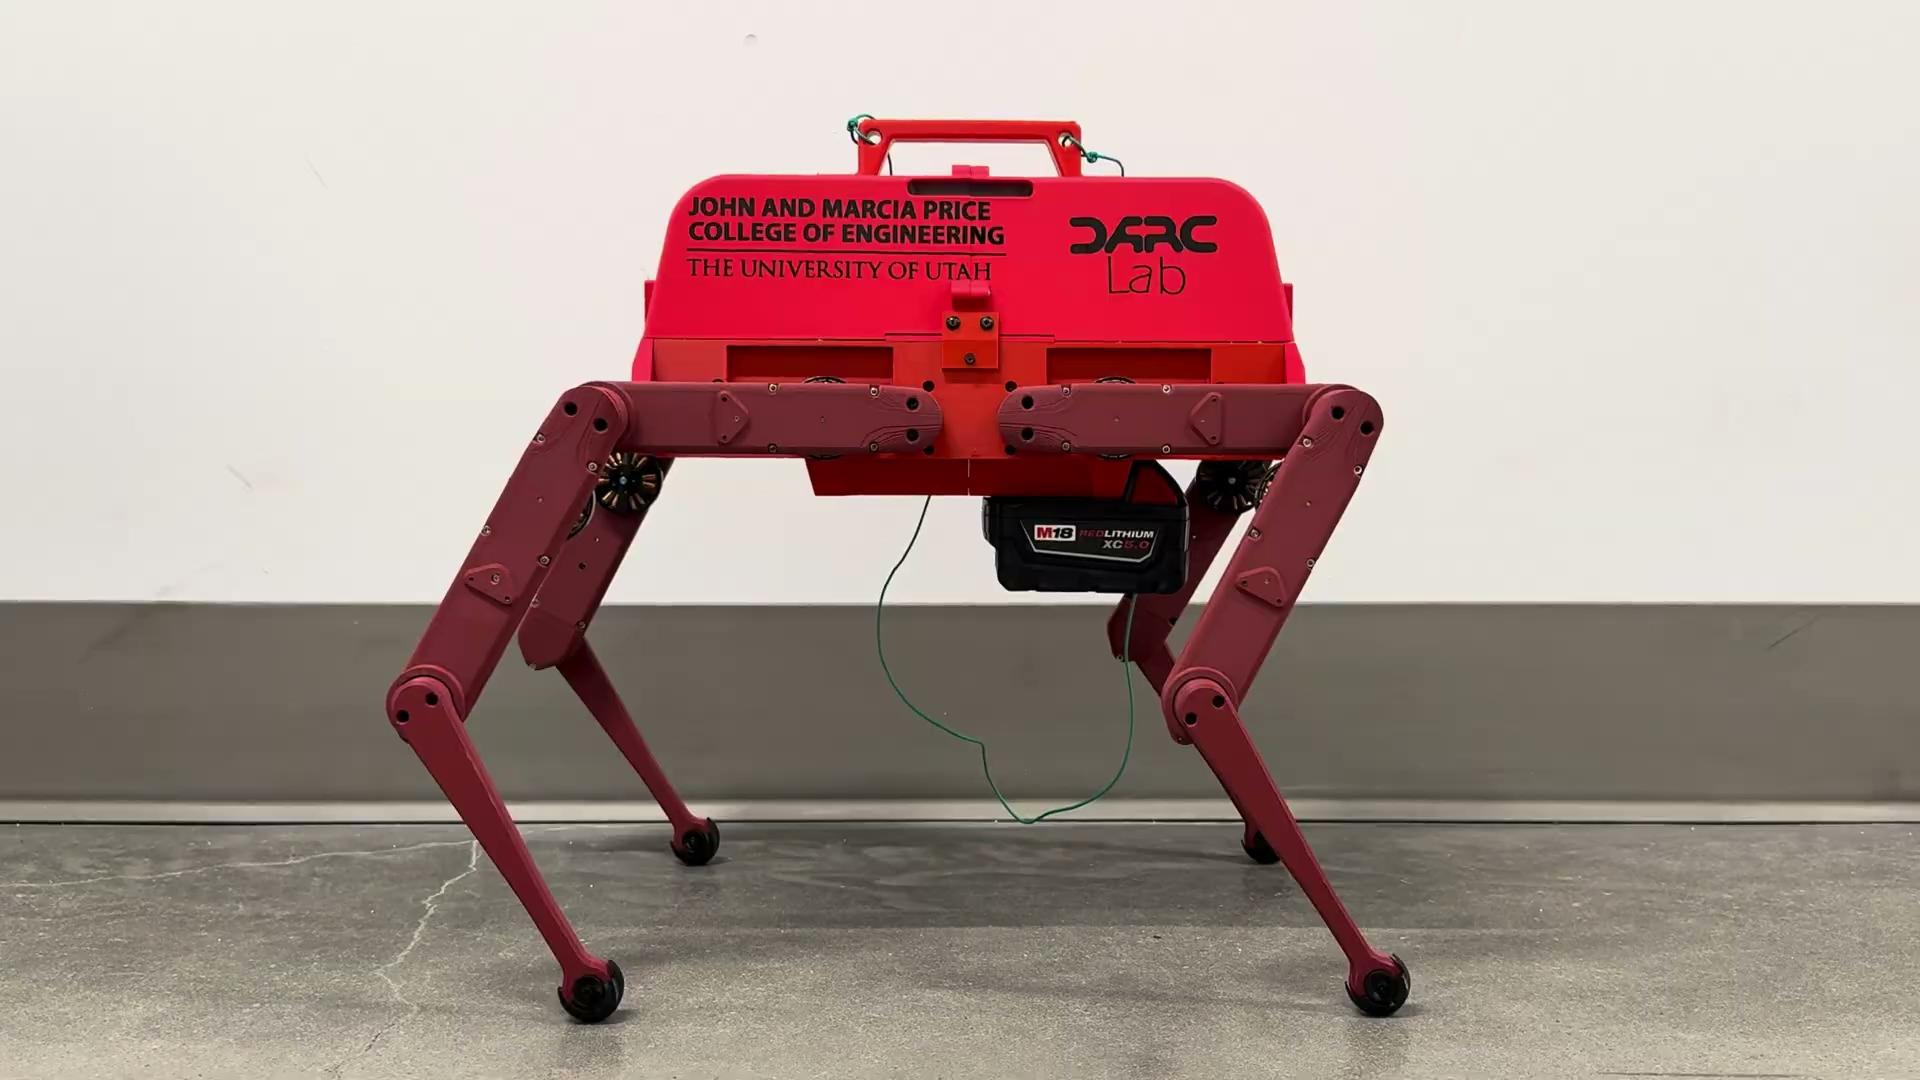 JOHN AND MARCIA PRICE
COLLEGE OF ENGINEERING
THE UNIVERSITY OF UTAH
DARC
Lab
M18 REDLITHIUM
XC5.0